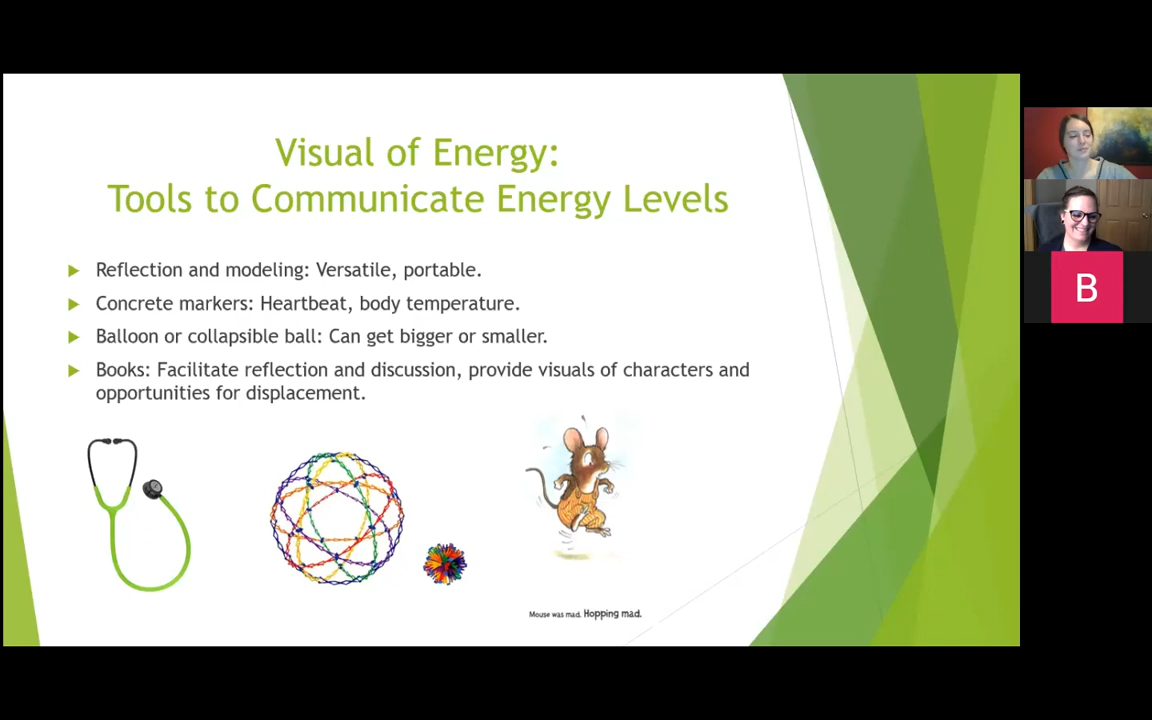 Visual of Energy:
Tools to Communicate Energy Levels
Reflection and modeling: Versatile, portable.
Concrete markers: Heartbeat, body temperature.
Balloon or collapsible ball: Can get bigger or smaller.
Books: Facilitate reflection and discussion, provide visuals of characters and
opportunities for displacement.
Mouse was mad. Hopping mad.
B